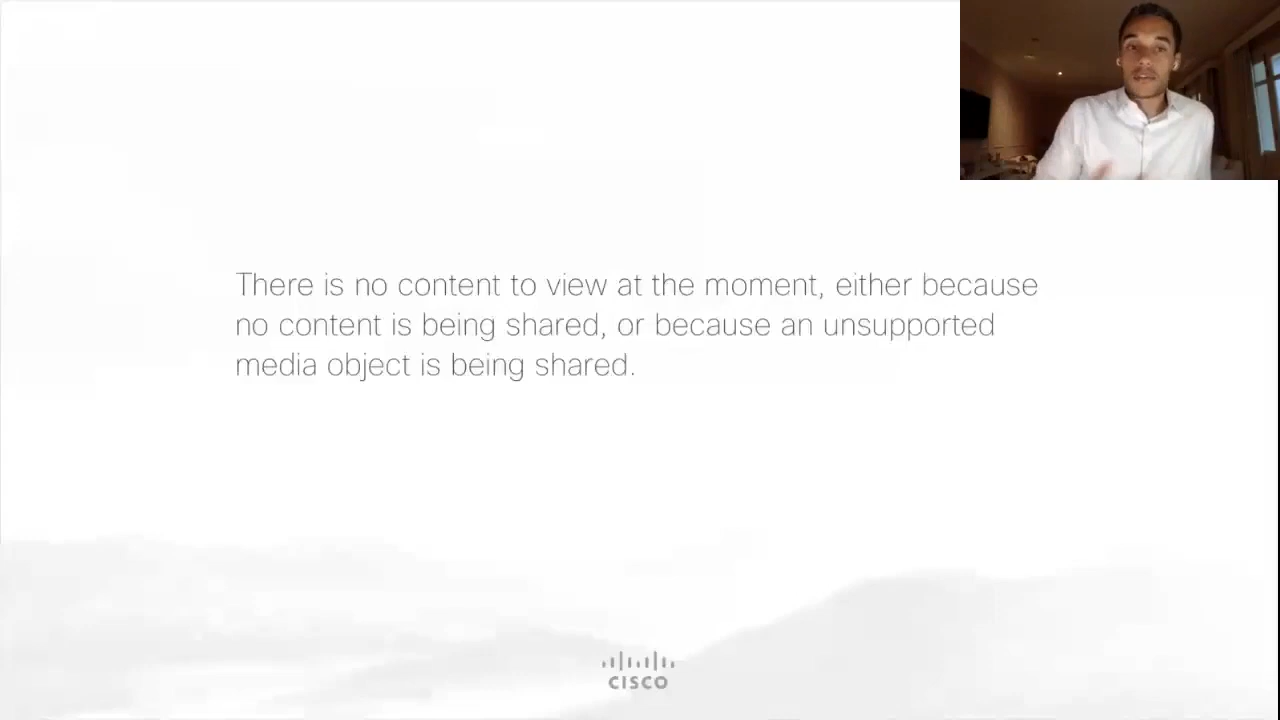 There is no content to view at the moment, either because
no content is being shared, or because an unsupported
media object is being shared.
CISCO